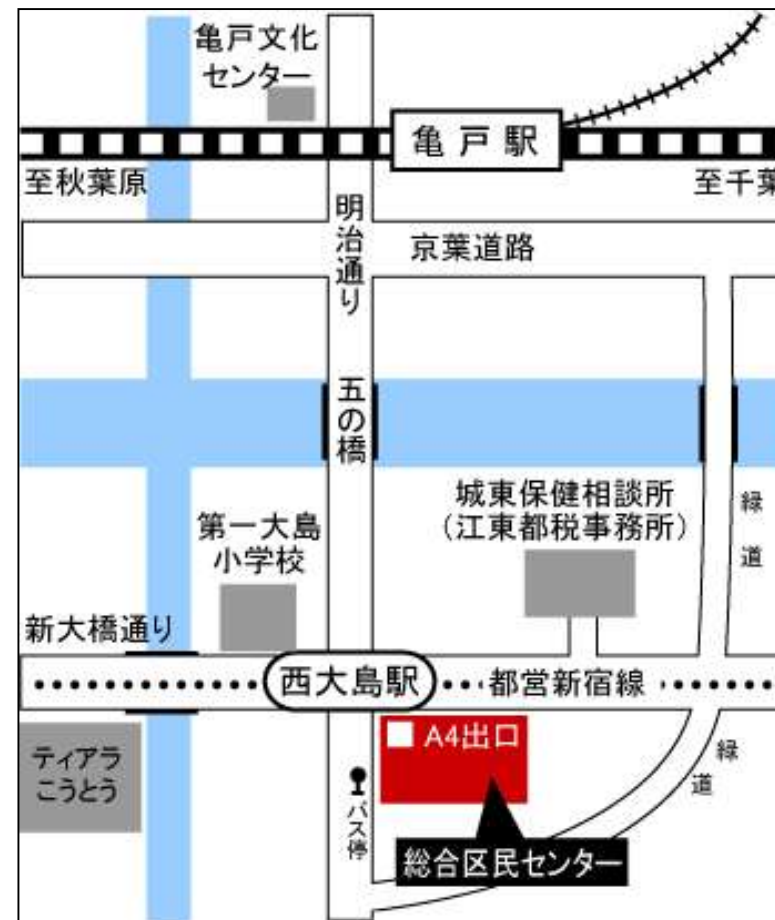 亀戸文化
センター
亀戸駅
至秋葉原
至千葉
明治通り
京葉道路
五の橋
城東保健相談所
(江東都税事務所)
緑道
第一大島
小学校
新大橋通り
西大島駅
都営新宿線
A4出口
ティアラ
こうとう
緑道
バス停
総合区民センター